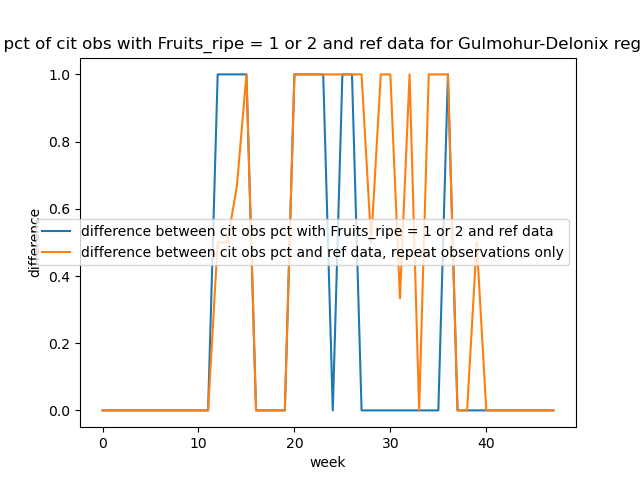 pct of cit obs with Fruits_ripe = 1 or 2 and ref data for Gulmohur-Delonix reg
1.0
0.8
0.6
0.4
0.2
0.0
difference
difference between cit obs pct with Fruits_ripe = 1 or 2 and ref data
difference between cit obs pct and ref data, repeat observations only
0 10 20 30 40
week